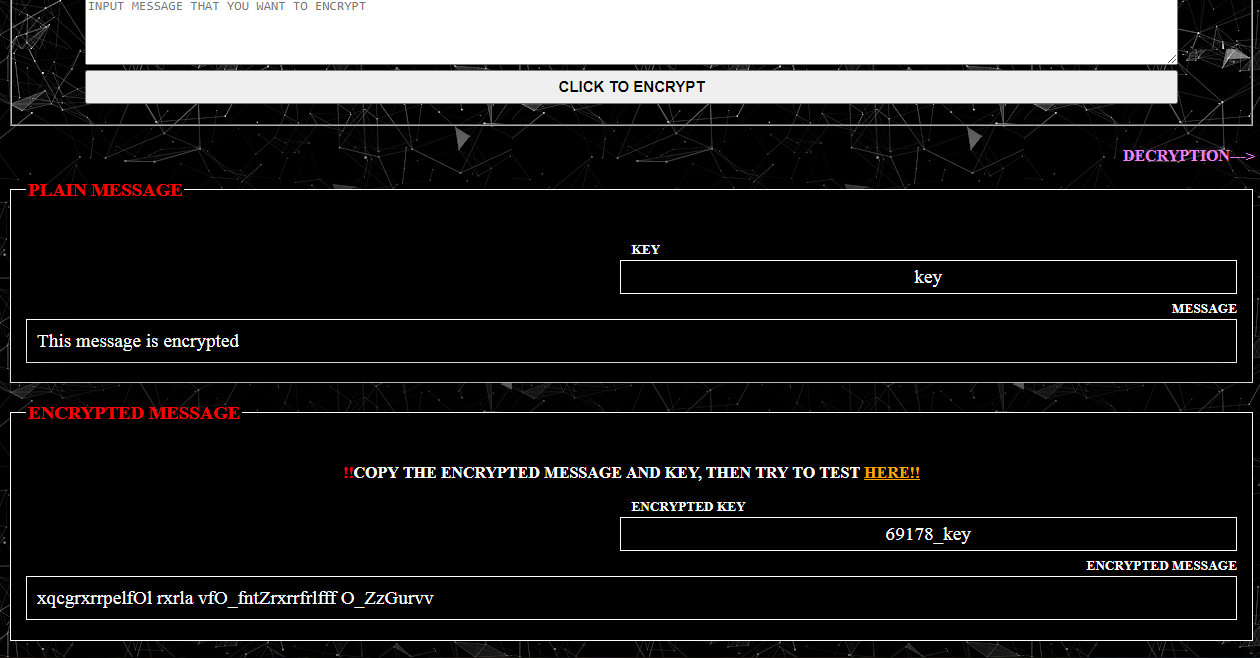 INPUT MESSAGE THAT YOU WANT TO ENCRYPT
CLICK TO ENCRYPT
DECRYPTION--->
PLAIN MESSAGE
KEY
key
MESSAGE
This message is encrypted
ENCRYPTED MESSAGE
!!COPY THE ENCRYPTED MESSAGE AND KEY, THEN TRY TO TEST HERE!!
ENCRYPTED KEY
69178_key
ENCRYPTED MESSAGE
xqcgrxrrpelfOl rxrla vfO_fntZrxrrfrlfff O_ZzGurvv